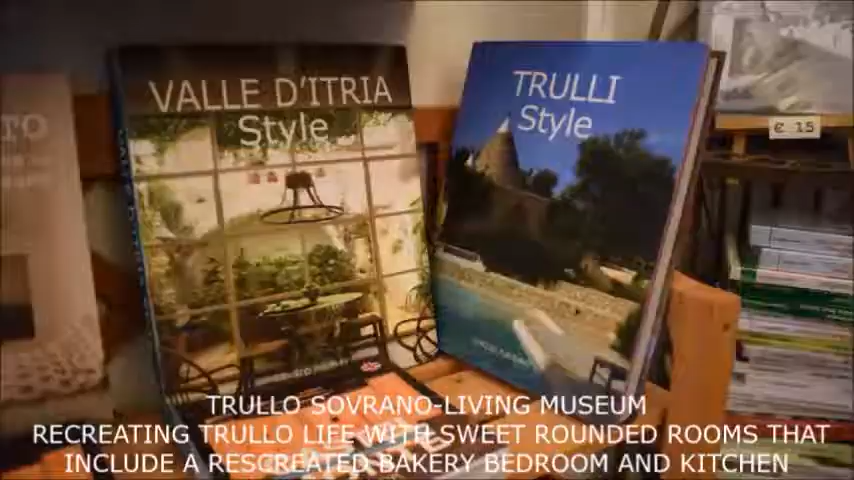 VALLE D'ITRIA
Style
TRULLI
Style
€ 15
TRULLO SOVRANO-LIVING MUSEUM
RECREATING TRULLO LIFE WITH SWEET ROUNDED ROOMS THAT
INCLUDE A RESCREATED BAKERY BEDROOM AND KITCHEN